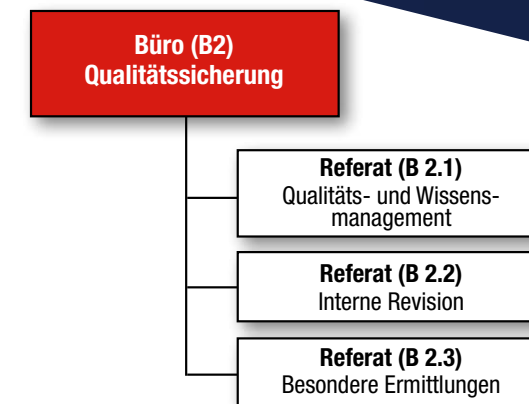 Büro (B2)
Qualitätssicherung
Referat (B 2.1)
Qualitäts- und Wissens-
management
Referat (B 2.2)
Interne Revision
Referat (B 2.3)
Besondere Ermittlungen